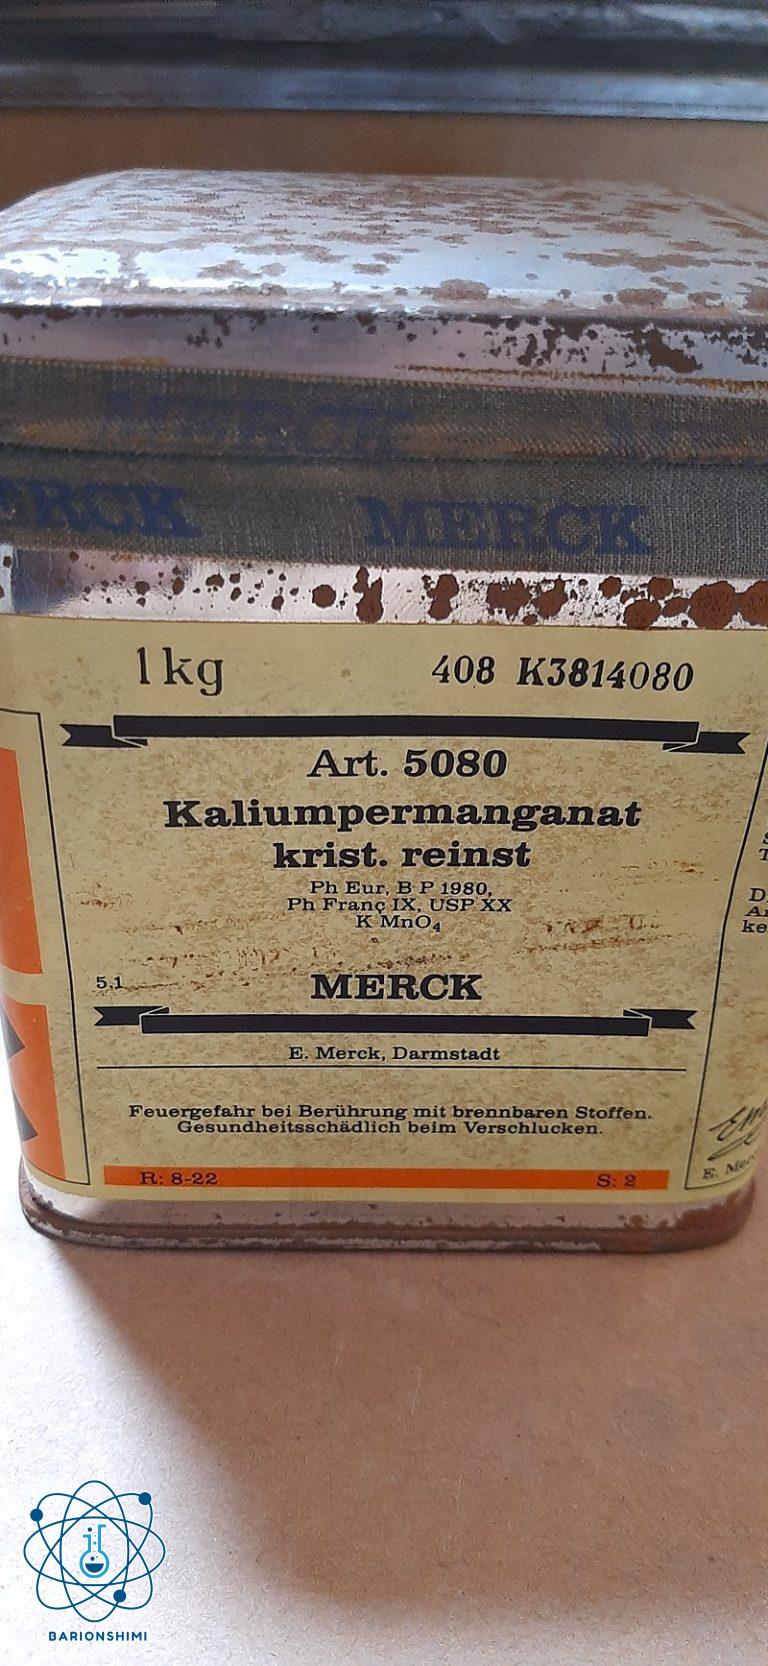 MERCK
MERCK
1kg
408 K3814080
Art. 5080
Kaliumpermanganat
krist. reinst
Ph Eur, B P 1980,
Ph Franç IX, USP XX
K MnO₄
5.1
MERCK
E. Merck, Darmstadt
Feuergefahr bei Berührung mit brennbaren Stoffen.
Gesundheitsschädlich beim Verschlucken.
R: 8-22
S: 2
BARIONSHIMI